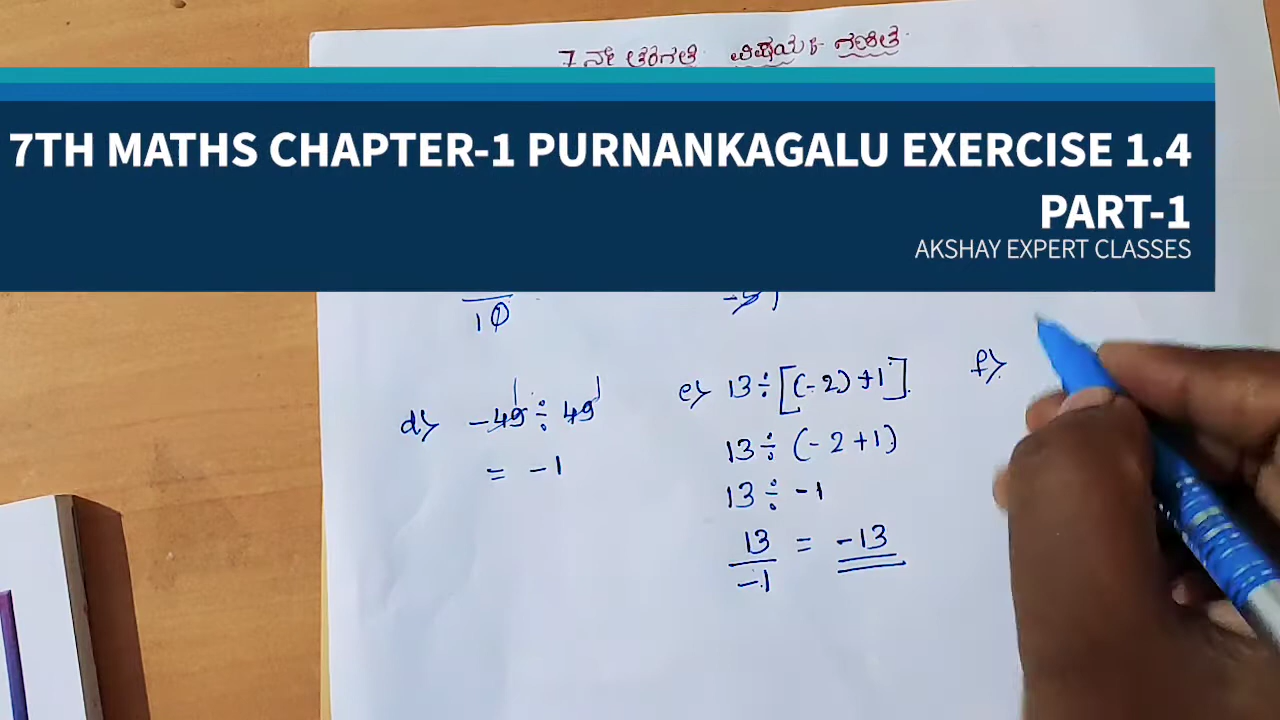 7 ನೇ ತರಗತಿ ವಿಷಯ:- ಗಣಿತ
7TH MATHS CHAPTER-1 PURNANKAGALU EXERCISE 1.4
PART-1
AKSHAY EXPERT CLASSES
10
d) -49 ÷ 49
= -1
e) 13 ÷ [(-2) +1]
13 ÷ (-2+1)
13 ÷ -1
13/-1 = -13
f)